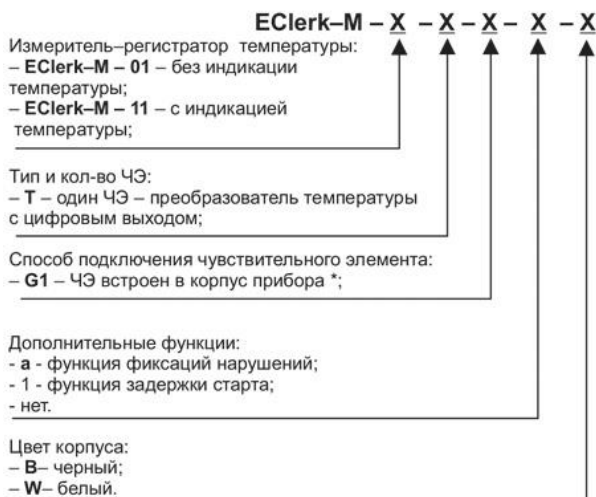 EClerk–M – X – X – X – X – X
Измеритель–регистратор температуры:
– EClerk–M – 01 – без индикации
температуры;
– EClerk–M – 11 – с индикацией
температуры;
Тип и кол-во ЧЭ:
– Т – один ЧЭ – преобразователь температуры
с цифровым выходом;
Способ подключения чувствительного элемента:
– G1 – ЧЭ встроен в корпус прибора *;
Дополнительные функции:
- а - функция фиксаций нарушений;
- 1 - функция задержки старта;
- нет.
Цвет корпуса:
– B– черный;
– W– белый.